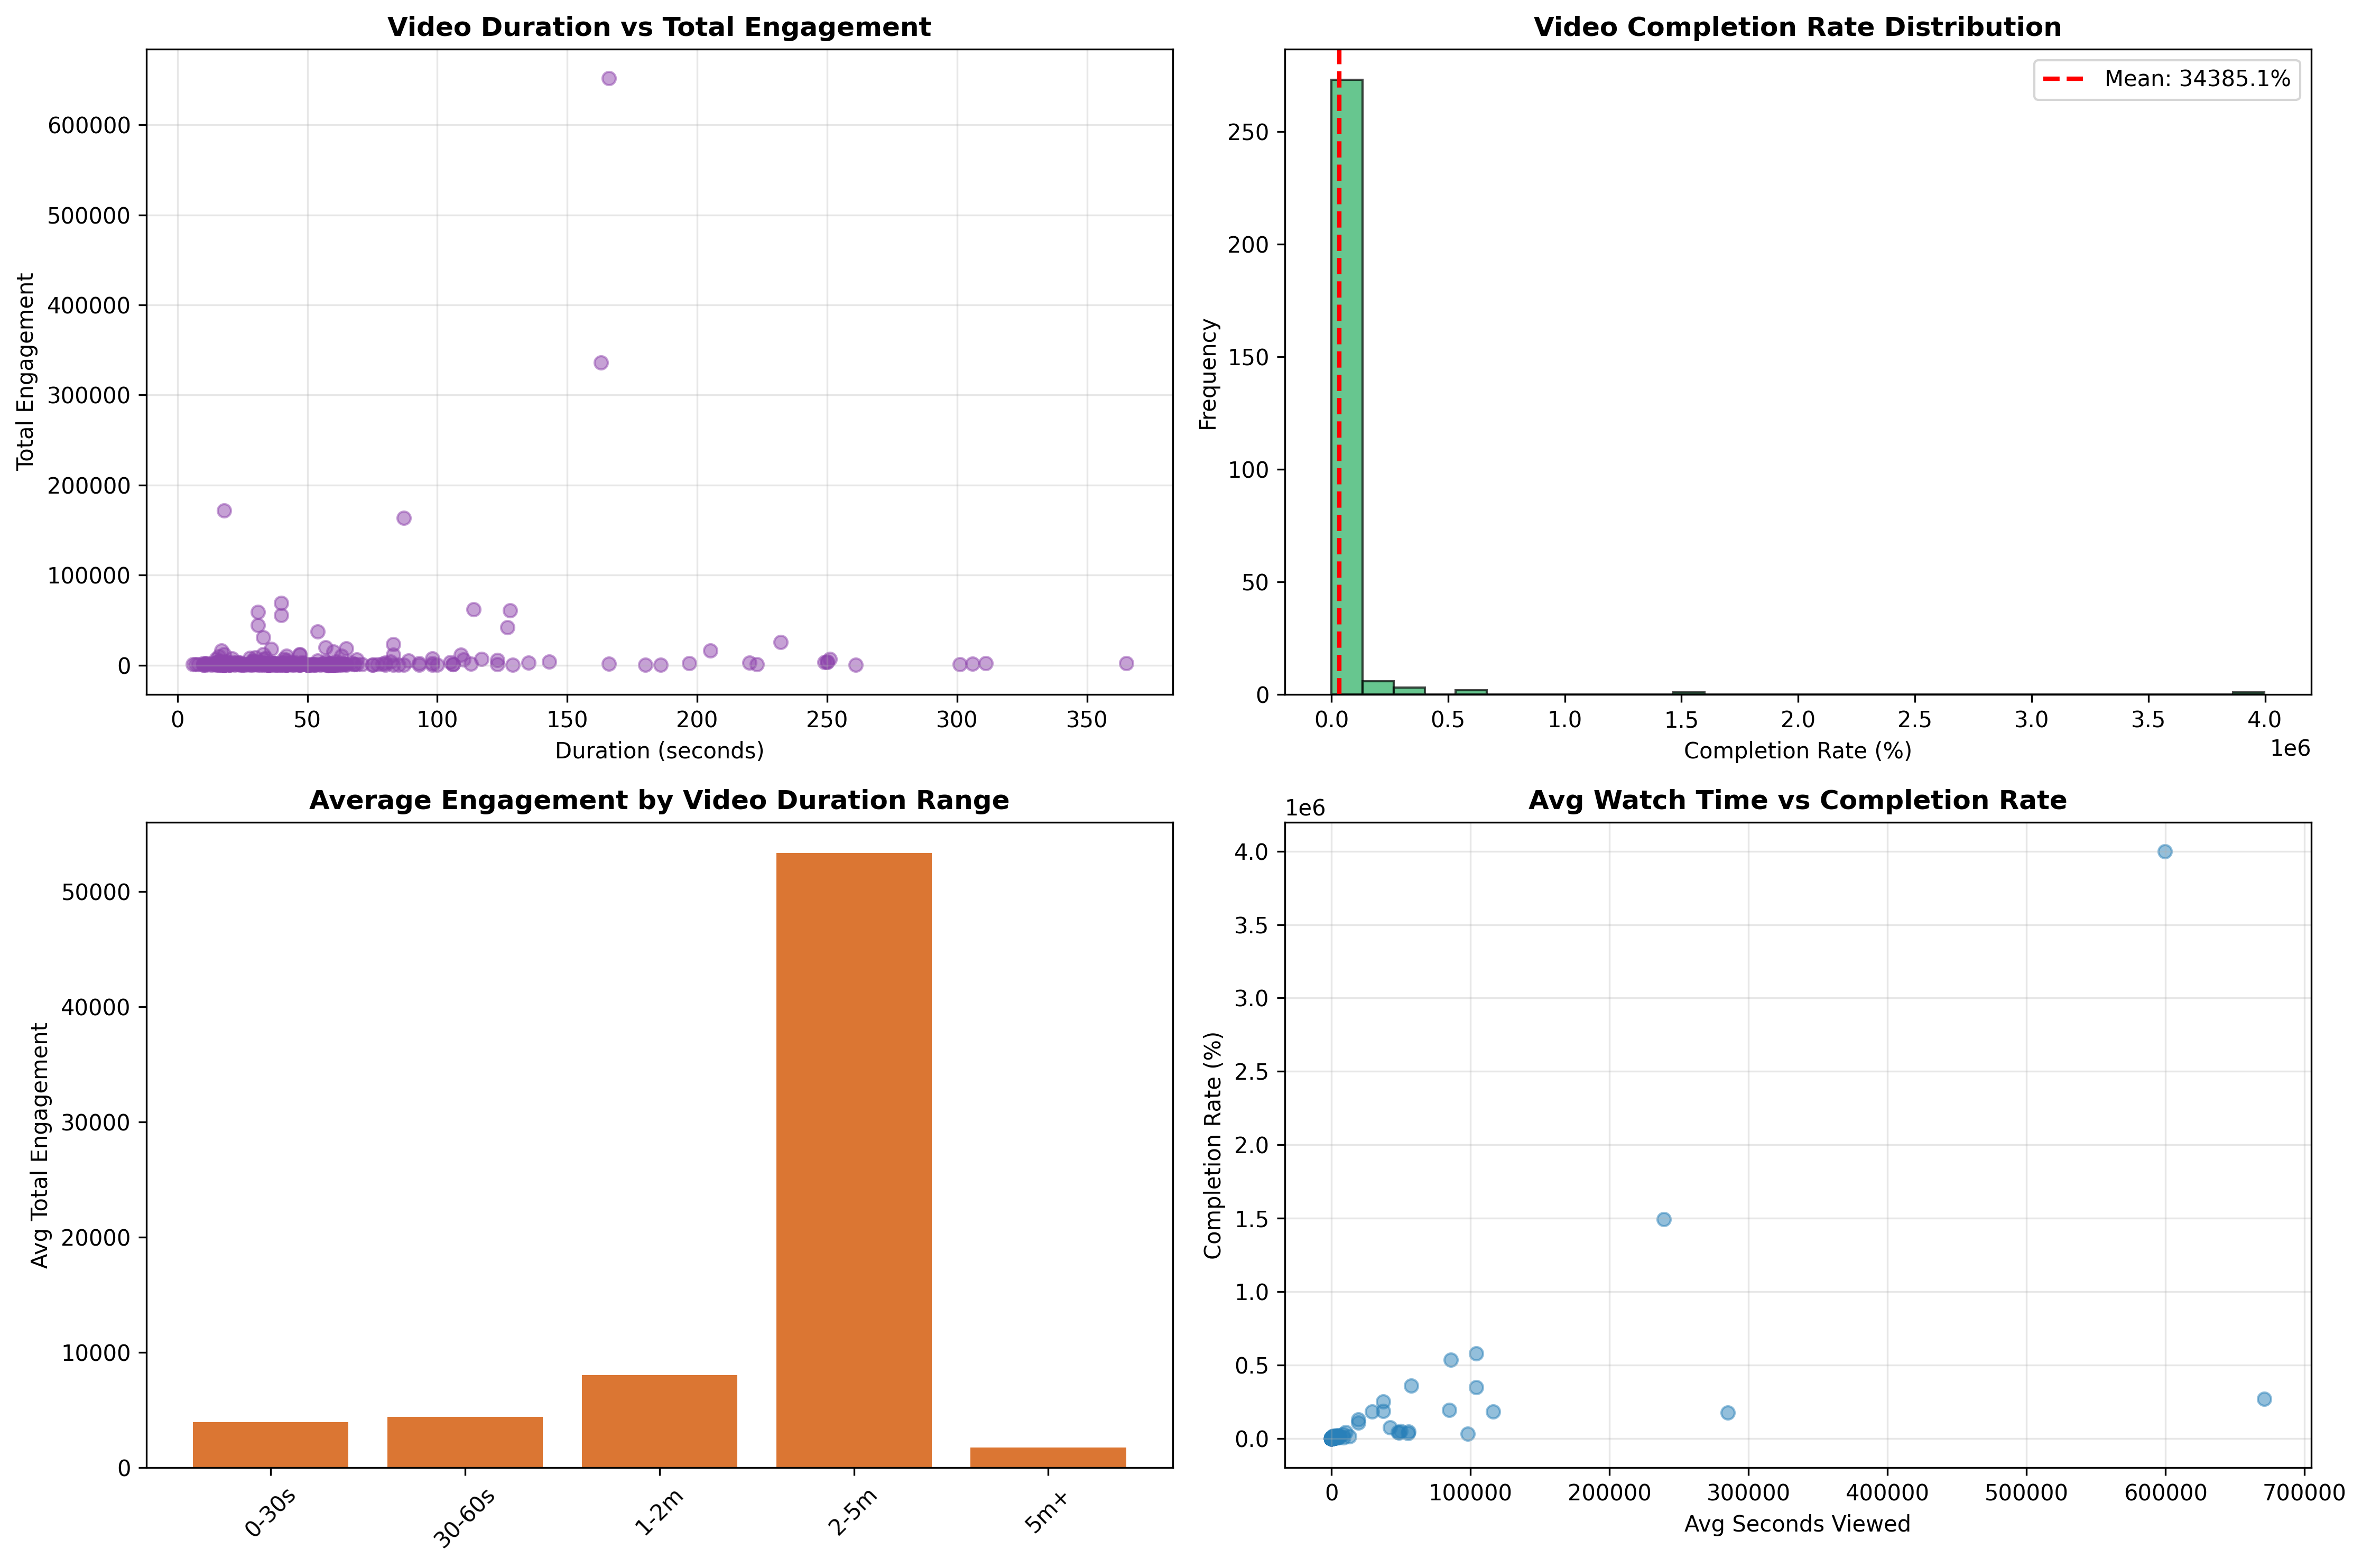 Video Duration vs Total Engagement
Total Engagement
600000
500000
400000
300000
200000
100000
0
0 50 100 150 200 250 300 350
Duration (seconds)
Video Completion Rate Distribution
Mean: 34385.1%
Frequency
250
200
150
100
50
0
0.0 0.5 1.0 1.5 2.0 2.5 3.0 3.5 4.0
1e6
Completion Rate (%)
Average Engagement by Video Duration Range
Avg Total Engagement
50000
40000
30000
20000
10000
0
0-30s 30-60s 1-2m 2-5m 5m+
Avg Watch Time vs Completion Rate
1e6
Completion Rate (%)
4.0
3.5
3.0
2.5
2.0
1.5
1.0
0.5
0.0
0 100000 200000 300000 400000 500000 600000 700000
Avg Seconds Viewed